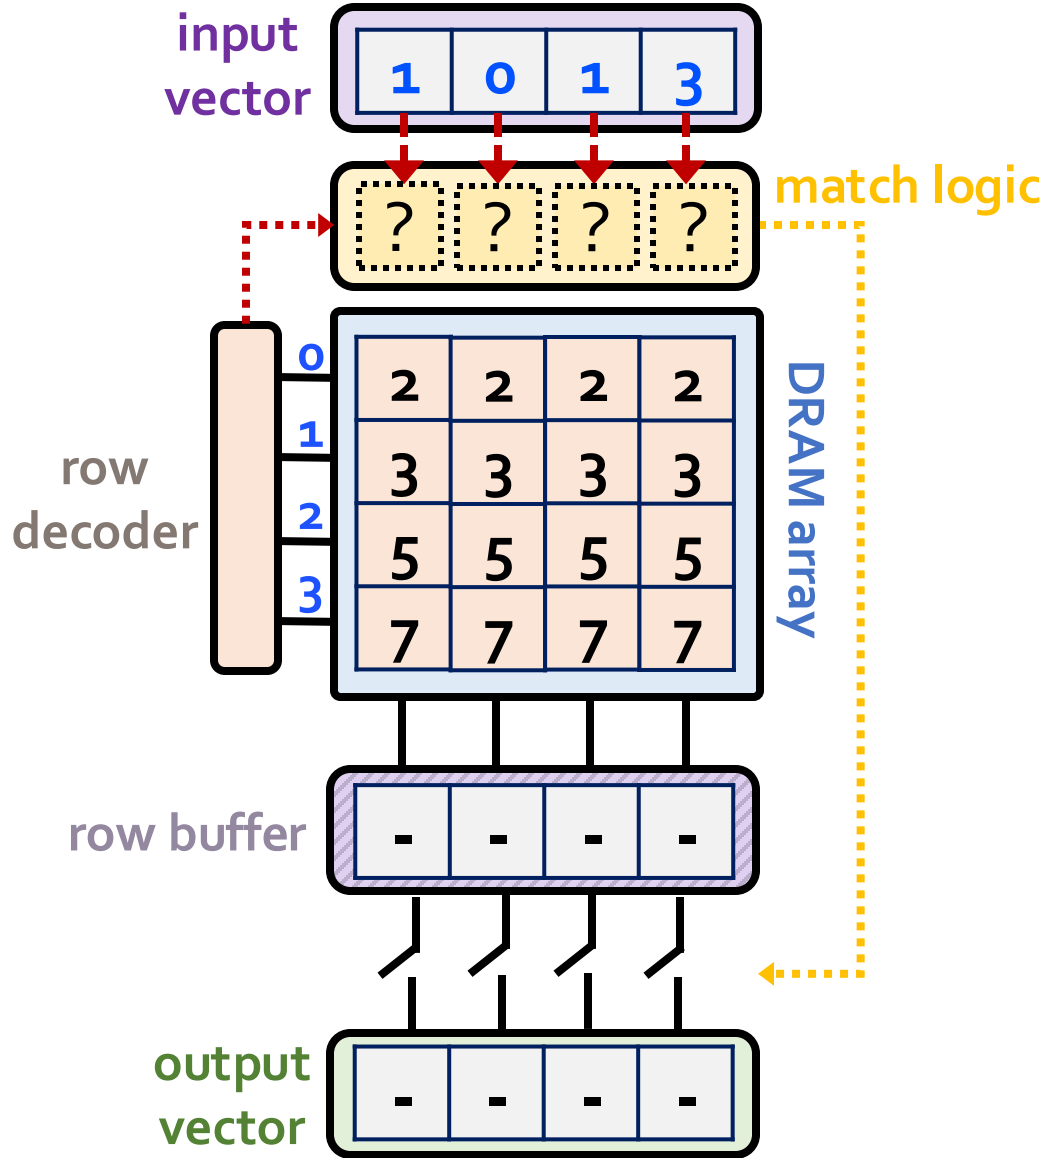 input
vector
1 0 1 3
? ? ? ?
match logic
0
1
2
3
row
decoder
2 2 2 2
3 3 3 3
5 5 5 5
7 7 7 7
DRAM array
row buffer
- - - -
output
vector
- - - -